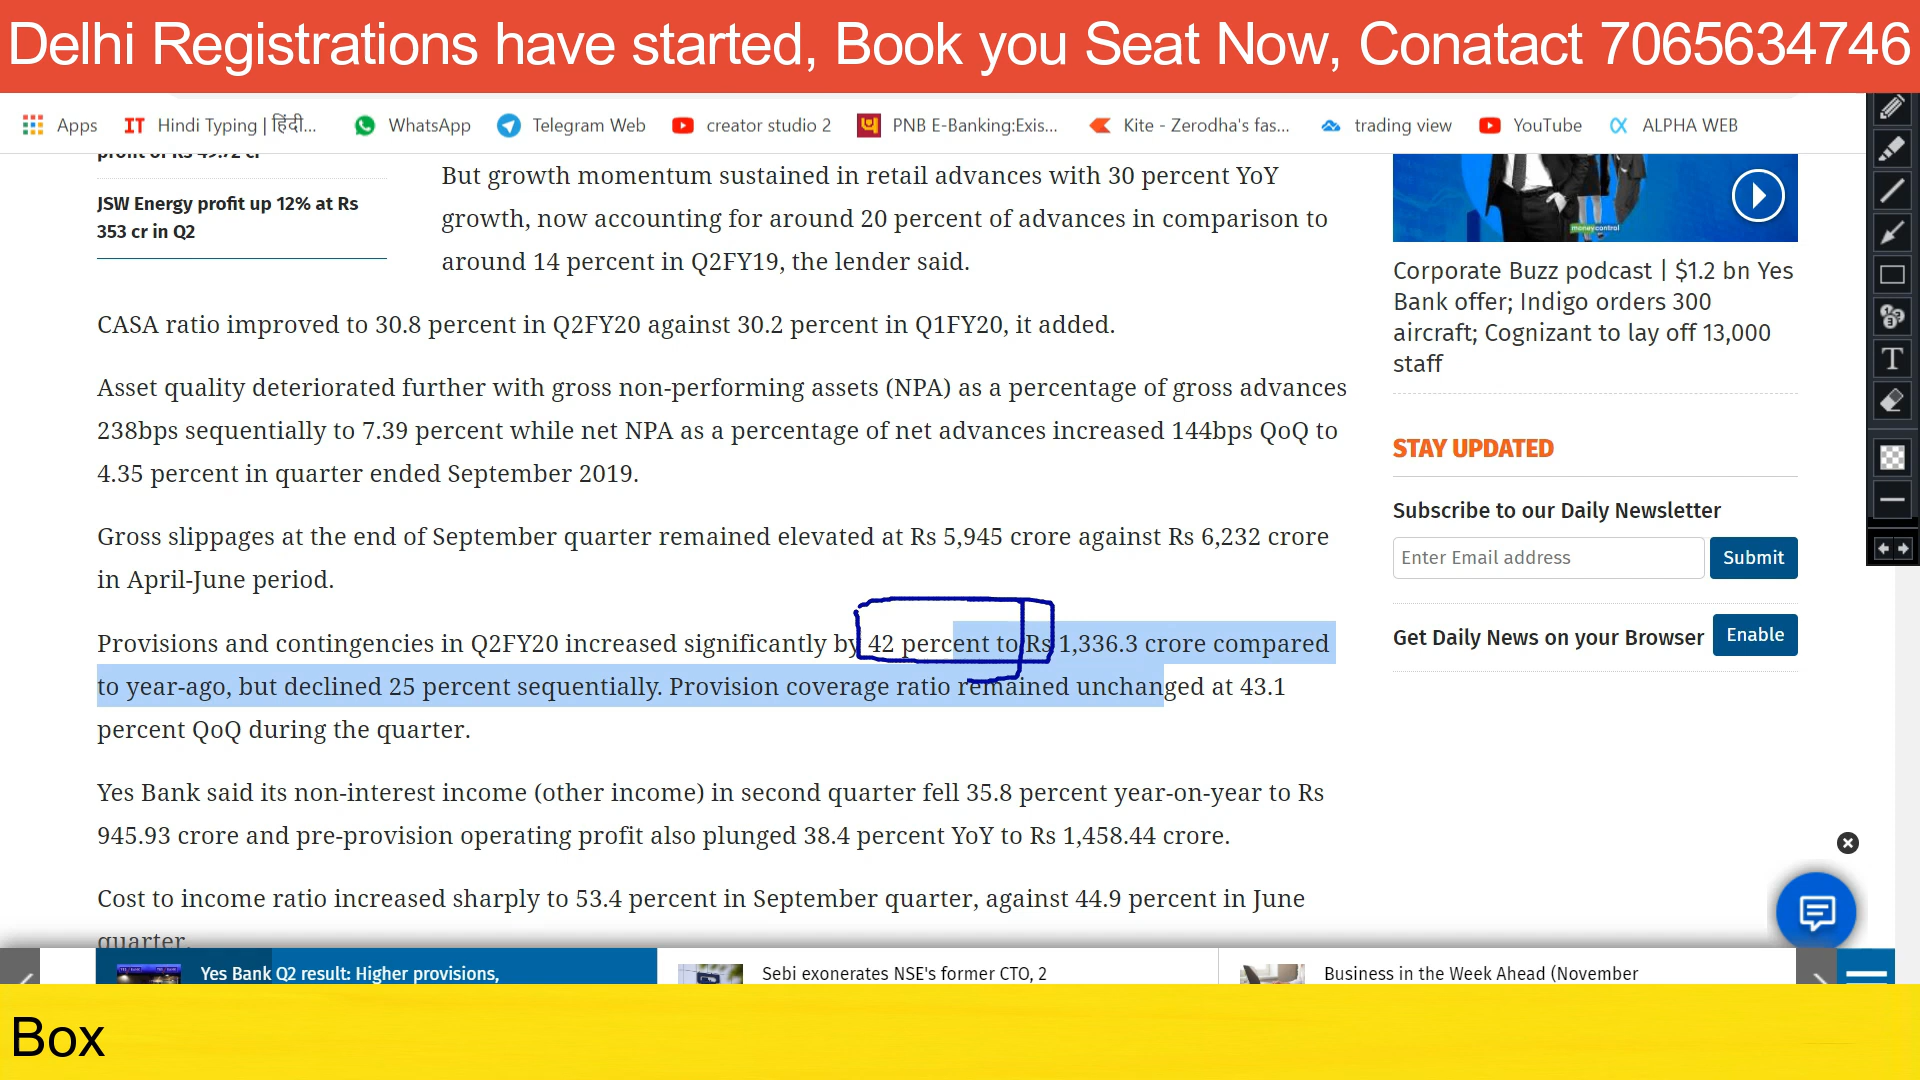 Delhi Registrations have started, Book you Seat Now, Conatact 7065634746
Apps
Hindi Typing | हिंदी...
WhatsApp
Telegram Web
creator studio 2
PNB E-Banking:Exis...
Kite - Zerodha's fas...
trading view
YouTube
ALPHA WEB
profit of Rs 49.72 cr
JSW Energy profit up 12% at Rs
353 cr in Q2
But growth momentum sustained in retail advances with 30 percent YoY
growth, now accounting for around 20 percent of advances in comparison to
around 14 percent in Q2FY19, the lender said.
CASA ratio improved to 30.8 percent in Q2FY20 against 30.2 percent in Q1FY20, it added.
Asset quality deteriorated further with gross non-performing assets (NPA) as a percentage of gross advances
238bps sequentially to 7.39 percent while net NPA as a percentage of net advances increased 144bps QoQ to
4.35 percent in quarter ended September 2019.
Gross slippages at the end of September quarter remained elevated at Rs 5,945 crore against Rs 6,232 crore
in April-June period.
Provisions and contingencies in Q2FY20 increased significantly by 42 percent to Rs 1,336.3 crore compared
to year-ago, but declined 25 percent sequentially. Provision coverage ratio remained unchanged at 43.1
percent QoQ during the quarter.
Yes Bank said its non-interest income (other income) in second quarter fell 35.8 percent year-on-year to Rs
945.93 crore and pre-provision operating profit also plunged 38.4 percent YoY to Rs 1,458.44 crore.
Cost to income ratio increased sharply to 53.4 percent in September quarter, against 44.9 percent in June
quarter.
moneycontrol
Corporate Buzz podcast | $1.2 bn Yes
Bank offer; Indigo orders 300
aircraft; Cognizant to lay off 13,000
staff
STAY UPDATED
Subscribe to our Daily Newsletter
Enter Email address
Submit
Get Daily News on your Browser
Enable
T
Yes Bank Q2 result: Higher provisions,
Sebi exonerates NSE's former CTO, 2
Business in the Week Ahead (November
Box